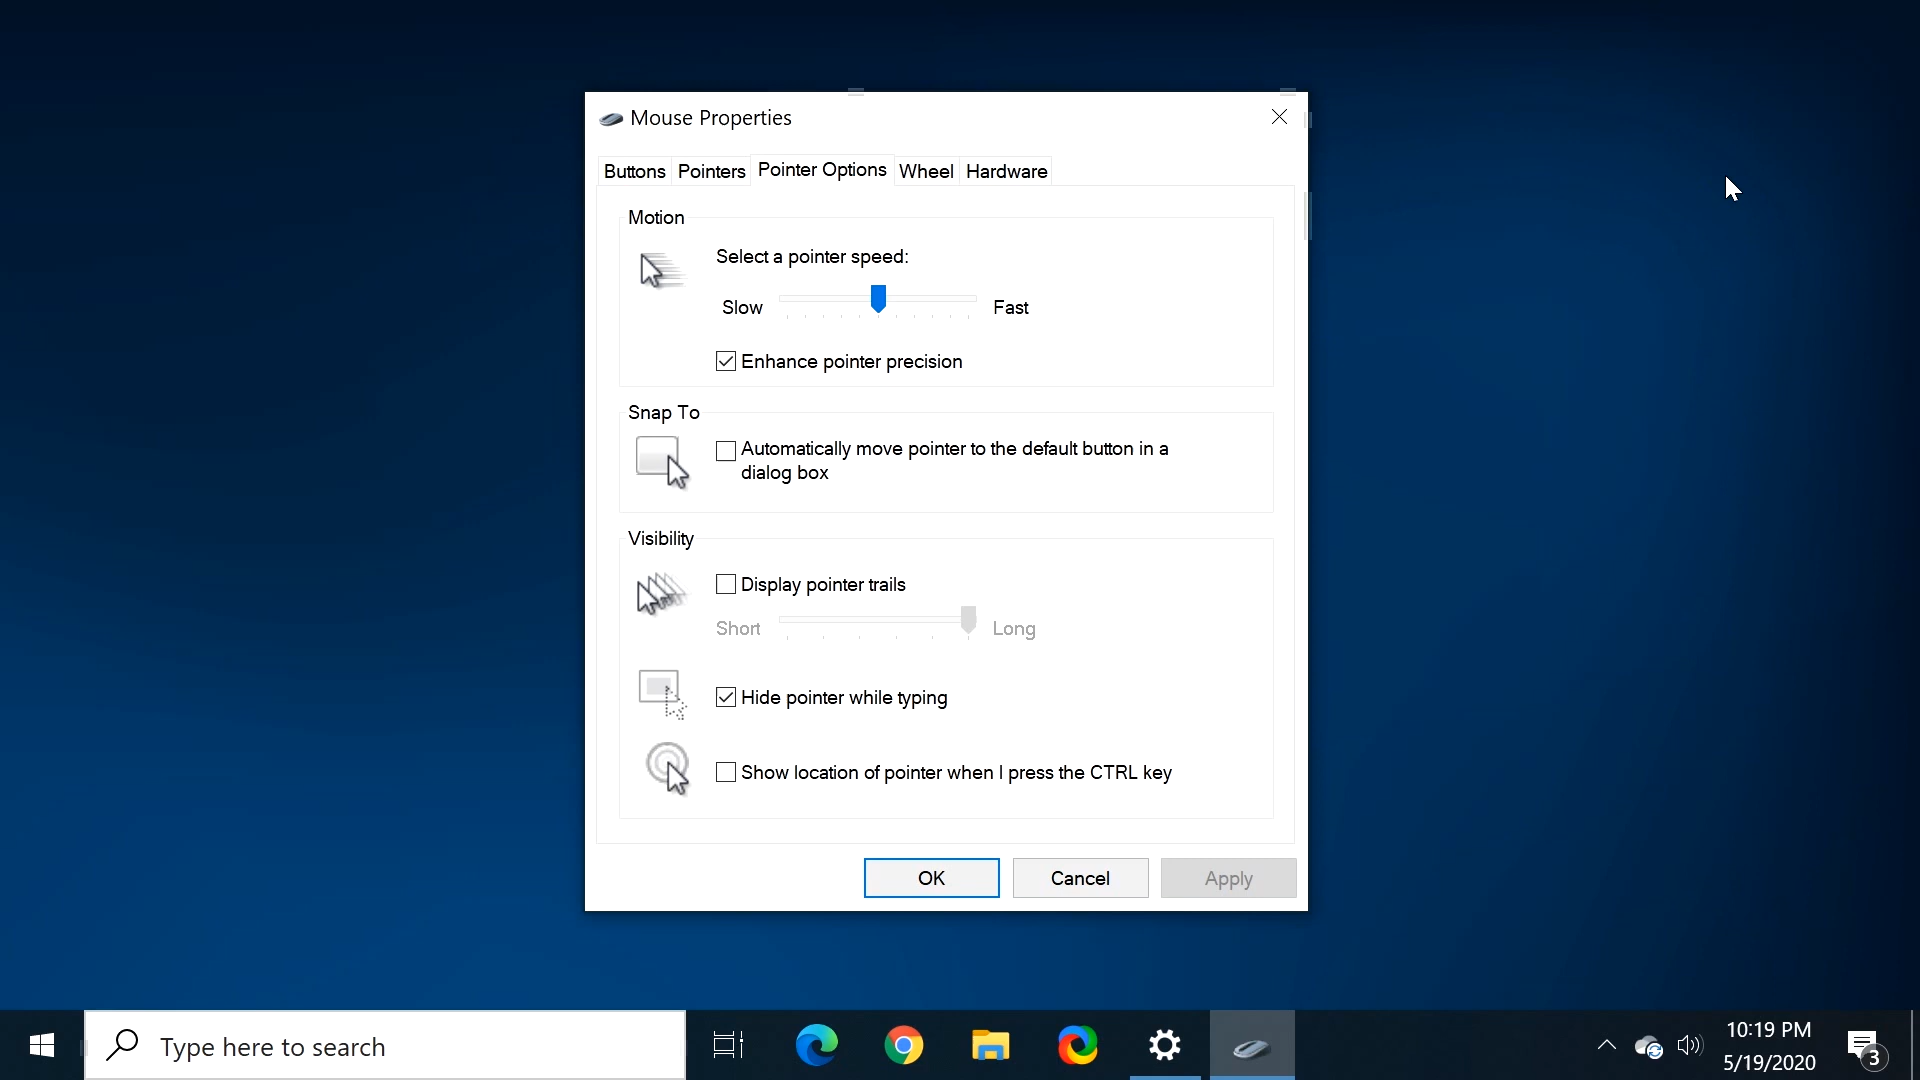 Mouse Properties
Buttons Pointers Pointer Options Wheel Hardware
Motion
Select a pointer speed:
Slow Fast
Enhance pointer precision
Snap To
Automatically move pointer to the default button in a
dialog box
Visibility
Display pointer trails
Short Long
Hide pointer while typing
Show location of pointer when I press the CTRL key
OK Cancel Apply
Type here to search
10:19 PM
5/19/2020
3